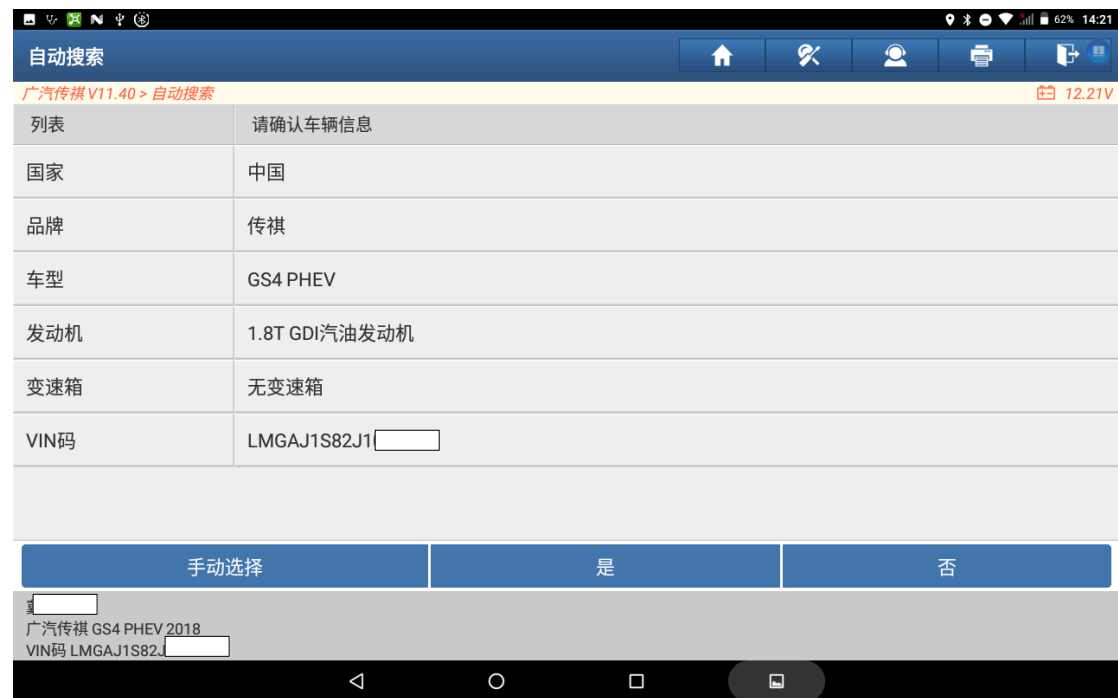 62% 14:21
自动搜索
广汽传祺 V11.40 > 自动搜索 12.21V
列表 请确认车辆信息
国家 中国
品牌 传祺
车型 GS4 PHEV
发动机 1.8T GDI汽油发动机
变速箱 无变速箱
VIN码 LMGAJ1S82J1
手动选择 是 否
广汽传祺 GS4 PHEV 2018
VIN码 LMGAJ1S82J